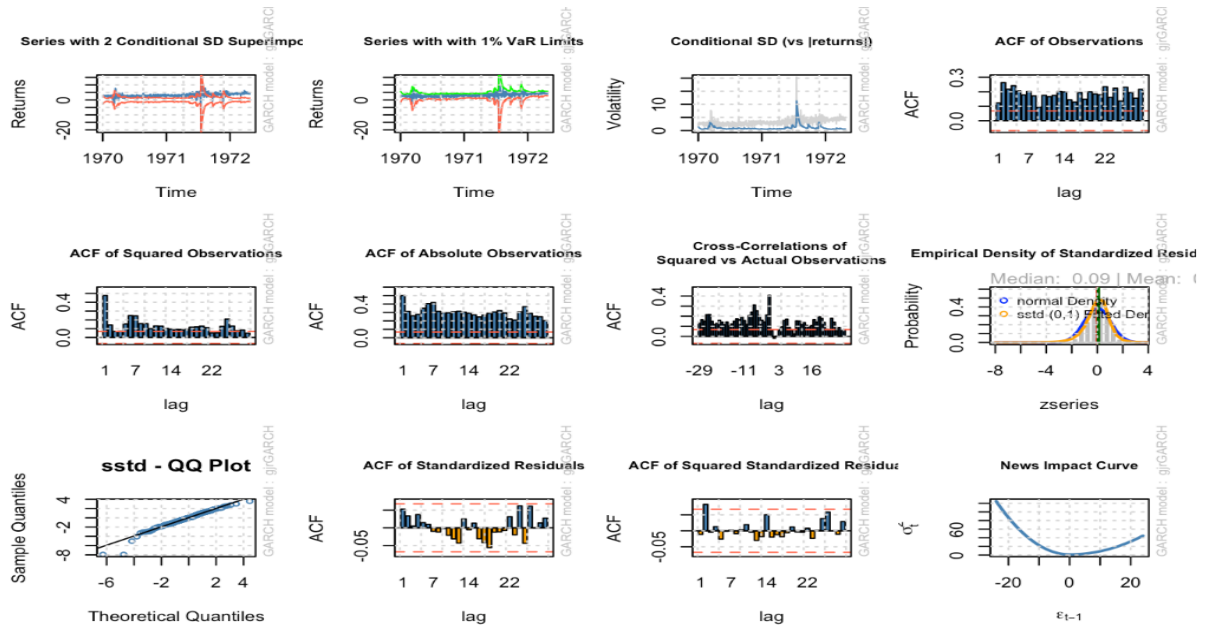 Series with 2 Conditional SD Superimpo
Returns
0
-20
1970 1971 1972
Time
GARCH model : gjrGARCH
Series with with 1% VaR Limits
Returns
0
-20
1970 1971 1972
Time
GARCH model : gjrGARCH
Conditional SD (vs |returns|)
Volatility
10
0
1970 1971 1972
Time
GARCH model : gjrGARCH
ACF of Observations
ACF
0.3
0.0
1 7 14 22
lag
GARCH model : gjrGARCH
ACF of Squared Observations
ACF
0.4
0.0
1 7 14 22
lag
GARCH model : gjrGARCH
ACF of Absolute Observations
ACF
0.4
0.0
1 7 14 22
lag
GARCH model : gjrGARCH
Cross-Correlations of
Squared vs Actual Observations
ACF
0.4
0.0
-29 -11 3 16
lag
GARCH model : gjrGARCH
Empirical Density of Standardized Resid
Median: 0.09 | Mean: 0
Probability
0.4
0.0
normal Density
sstd (0,1) Fitted Den
-8 -4 0 4
zseries
GARCH model : gjrGARCH
sstd - QQ Plot
Sample Quantiles
4
-2
-8
-6 -2 2 4
Theoretical Quantiles
GARCH model : gjrGARCH
ACF of Standardized Residuals
ACF
-0.05
1 7 14 22
lag
GARCH model : gjrGARCH
ACF of Squared Standardized Residua
ACF
-0.05
1 7 14 22
lag
GARCH model : gjrGARCH
News Impact Curve
60
0
-20 0 20
εt−1
GARCH model : gjrGARCH